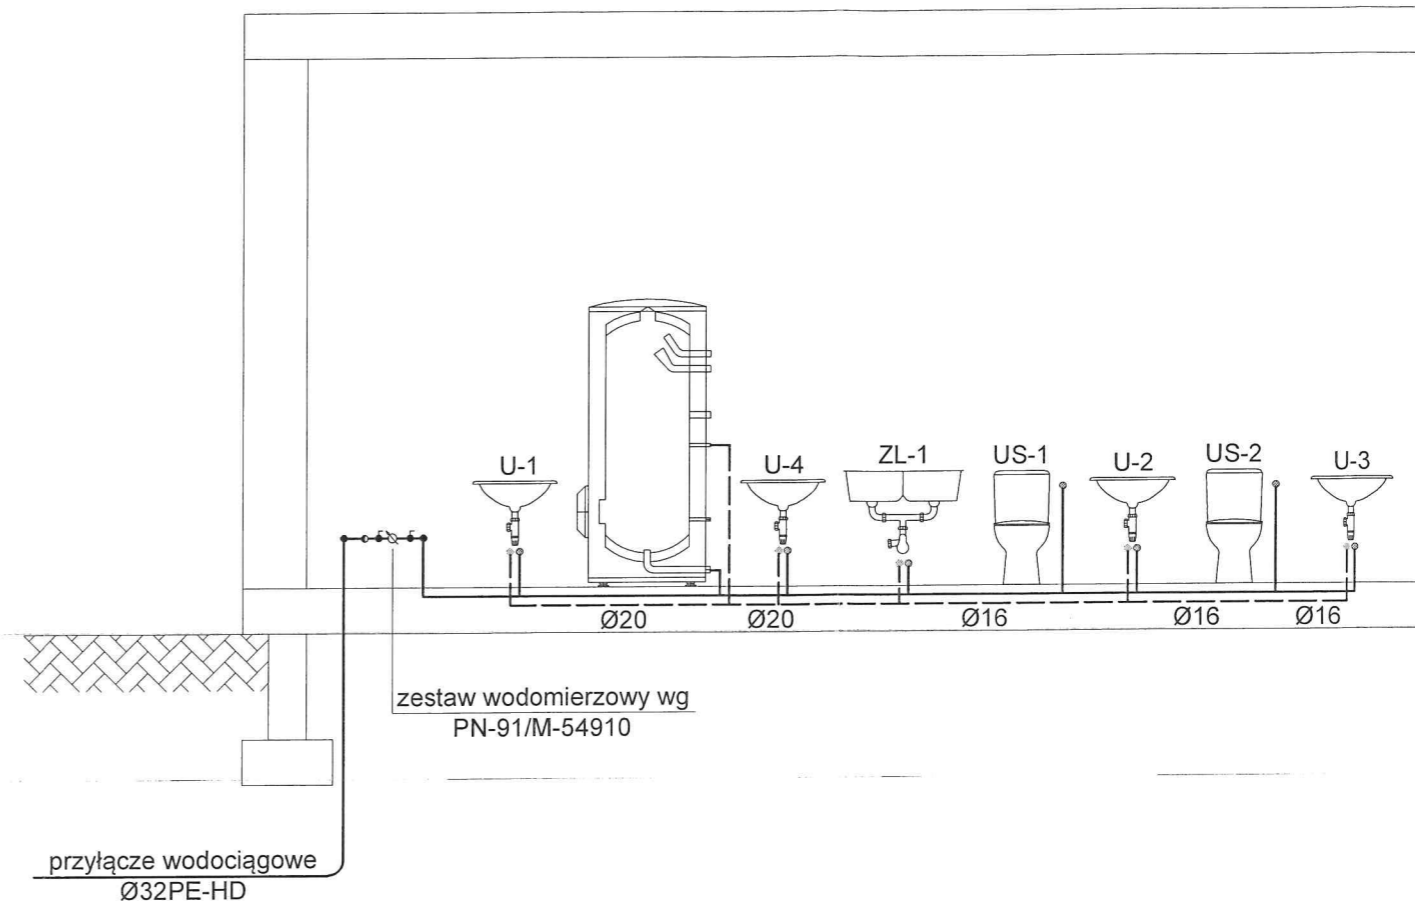 U-1
U-4
ZL-1
US-1
U-2
US-2
U-3
Ø20
Ø20
Ø16
Ø16
Ø16
zestaw wodomierzowy wg
PN-91/M-54910
przyłącze wodociągowe
Ø32PE-HD